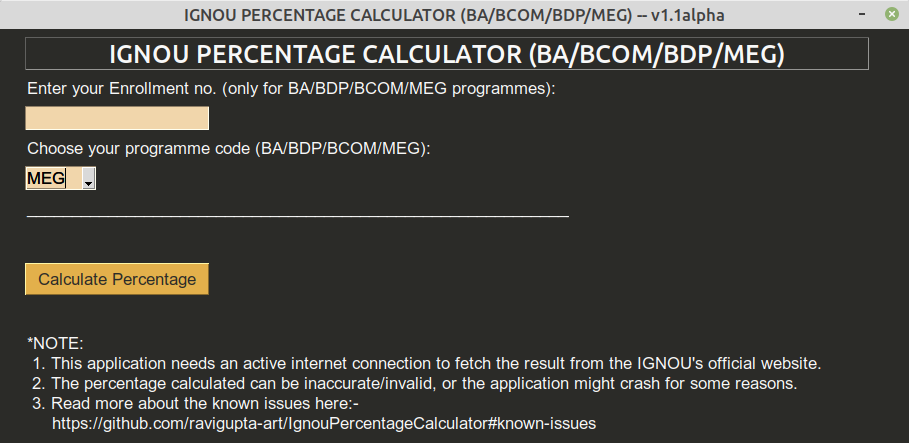 IGNOU PERCENTAGE CALCULATOR (BA/BCOM/BDP/MEG) -- v1.1alpha
IGNOU PERCENTAGE CALCULATOR (BA/BCOM/BDP/MEG)
Enter your Enrollment no. (only for BA/BDP/BCOM/MEG programmes):
Choose your programme code (BA/BDP/BCOM/MEG):
MEG
Calculate Percentage
*NOTE:
1. This application needs an active internet connection to fetch the result from the IGNOU's official website.
2. The percentage calculated can be inaccurate/invalid, or the application might crash for some reasons.
3. Read more about the known issues here:-
https://github.com/ravigupta-art/IgnouPercentageCalculator#known-issues